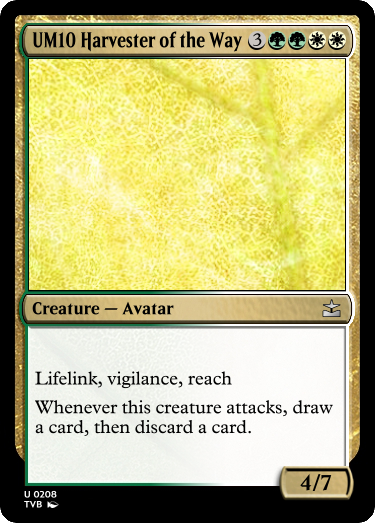 UM10 Harvester of the Way 3
Creature — Avatar
Lifelink, vigilance, reach
Whenever this creature attacks, draw
a card, then discard a card.
4/7
U 0208
TVB